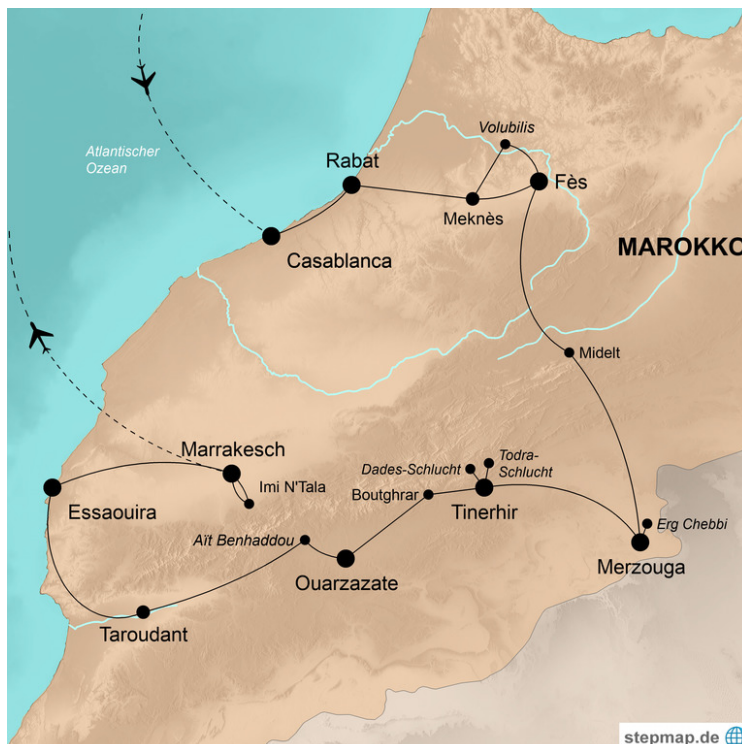 Atlantischer
Ozean
Volubilis
Rabat
Fès
Meknès
MAROKKO
Casablanca
Midelt
Marrakesch
Imi N'Tala
Todra-
Schlucht
Dades-Schlucht
Boutghrar
Tinerhir
Essaouira
Aït Benhaddou
Erg Chebbi
Ouarzazate
Merzouga
Taroudant
stepmap.de